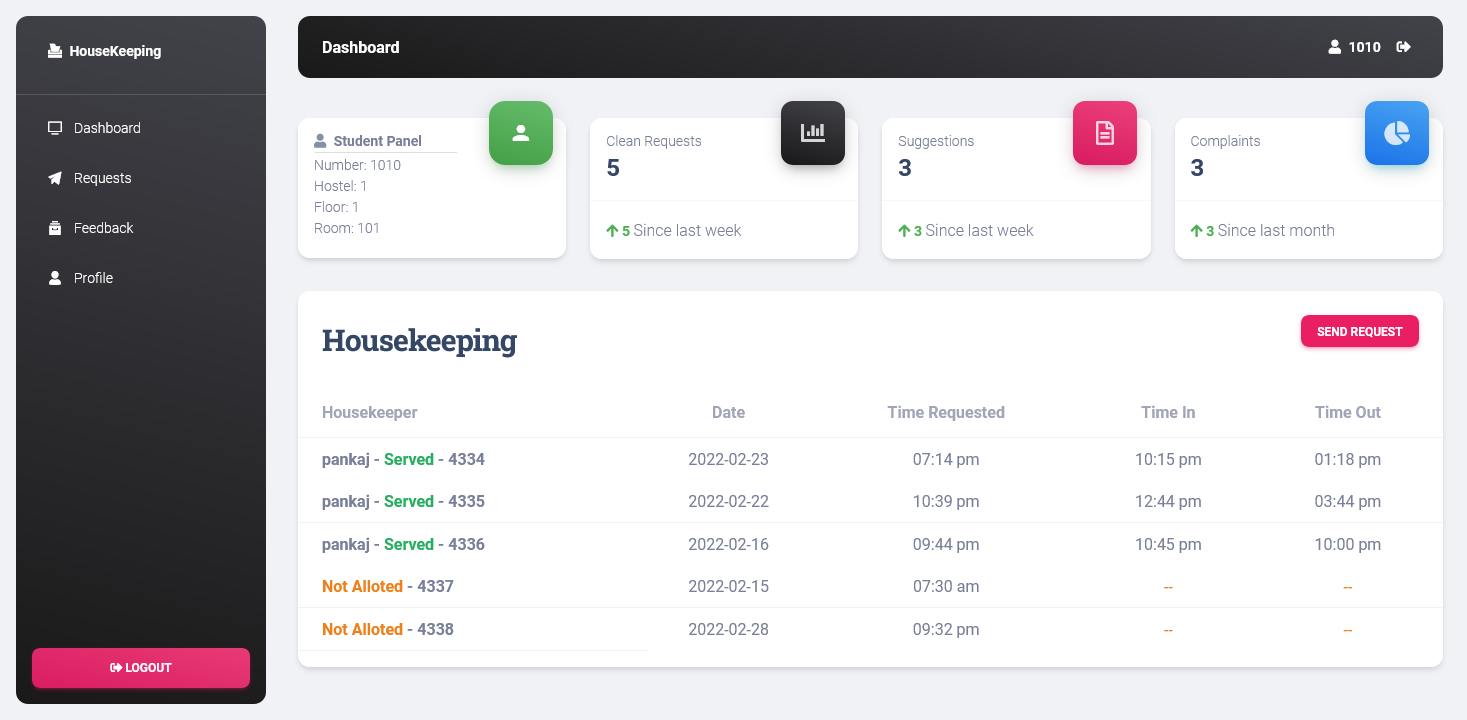 HouseKeeping
Dashboard
Requests
Feedback
Profile
LOGOUT
Dashboard
1010
Student Panel
Number: 1010
Hostel: 1
Floor: 1
Room: 101
Clean Requests
5
5 Since last week
Suggestions
3
3 Since last week
Complaints
3
3 Since last month
Housekeeping
SEND REQUEST
Housekeeper Date Time Requested Time In Time Out
pankaj - Served - 4334 2022-02-23 07:14 pm 10:15 pm 01:18 pm
pankaj - Served - 4335 2022-02-22 10:39 pm 12:44 pm 03:44 pm
pankaj - Served - 4336 2022-02-16 09:44 pm 10:45 pm 10:00 pm
Not Alloted - 4337 2022-02-15 07:30 am -- --
Not Alloted - 4338 2022-02-28 09:32 pm -- --